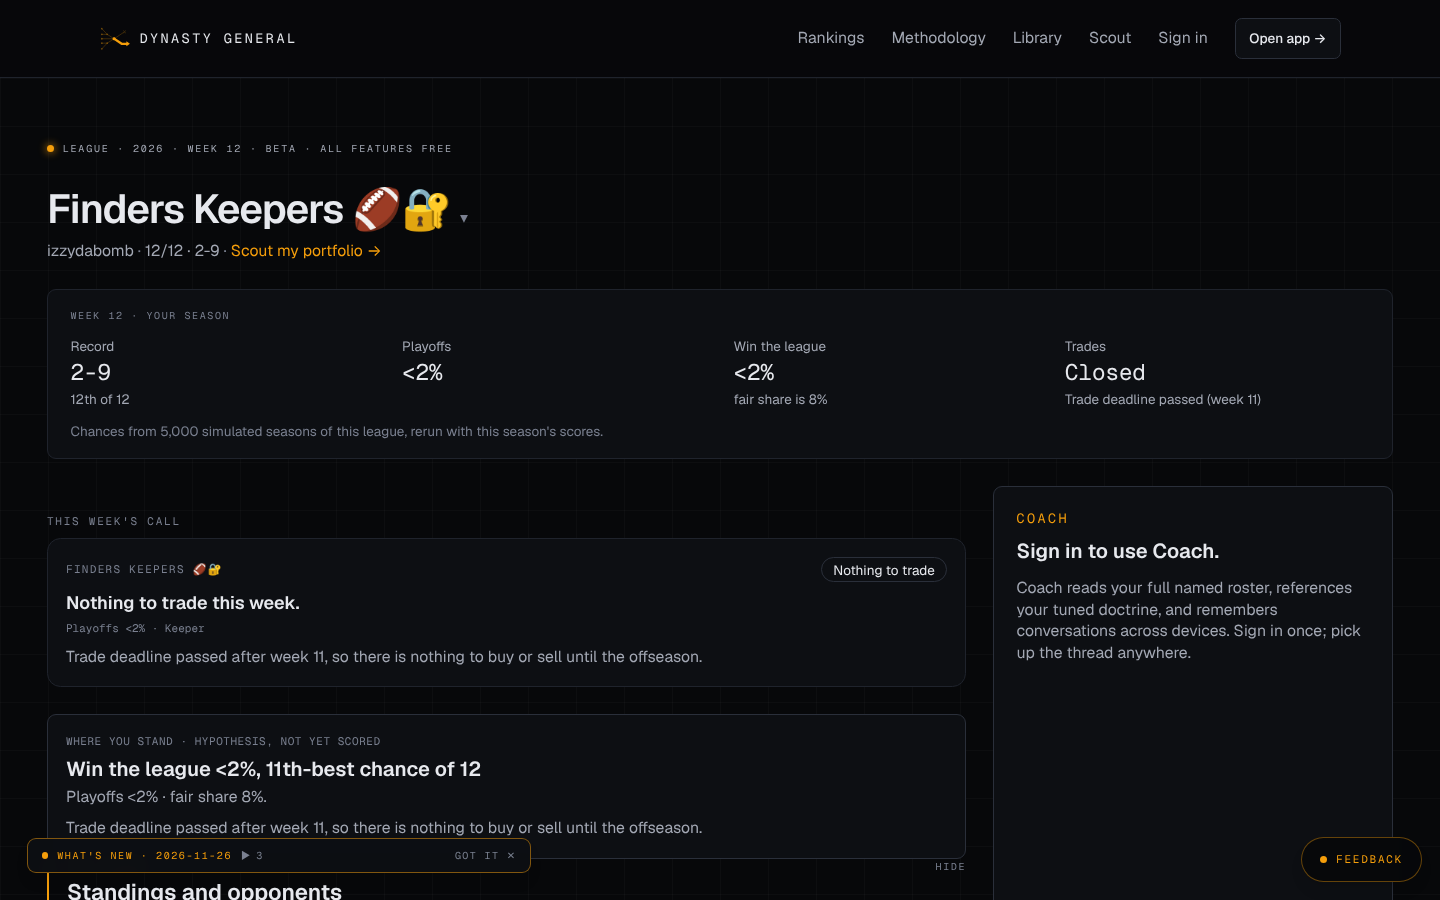 DYNASTY GENERAL
Rankings
Methodology
Library
Scout
Sign in
Open app →
LEAGUE · 2026 · WEEK 12 · BETA · ALL FEATURES FREE
Finders Keepers 🏈🔐 ▼
izzydabomb · 12/12 · 2-9 · Scout my portfolio →
WEEK 12 · YOUR SEASON
Record
2-9
12th of 12
Playoffs
<2%
Win the league
<2%
fair share is 8%
Trades
Closed
Trade deadline passed (week 11)
Chances from 5,000 simulated seasons of this league, rerun with this season's scores.
THIS WEEK'S CALL
FINDERS KEEPERS 🏈🔐
Nothing to trade
Nothing to trade this week.
Playoffs <2% · Keeper
Trade deadline passed after week 11, so there is nothing to buy or sell until the offseason.
WHERE YOU STAND · HYPOTHESIS, NOT YET SCORED
Win the league <2%, 11th-best chance of 12
Playoffs <2% · fair share 8%.
Trade deadline passed after week 11, so there is nothing to buy or sell until the offseason.
HIDE
Standings and opponents
COACH
Sign in to use Coach.
Coach reads your full named roster, references
your tuned doctrine, and remembers
conversations across devices. Sign in once; pick
up the thread anywhere.
WHAT'S NEW · 2026-11-26 ▶ 3
GOT IT ×
FEEDBACK